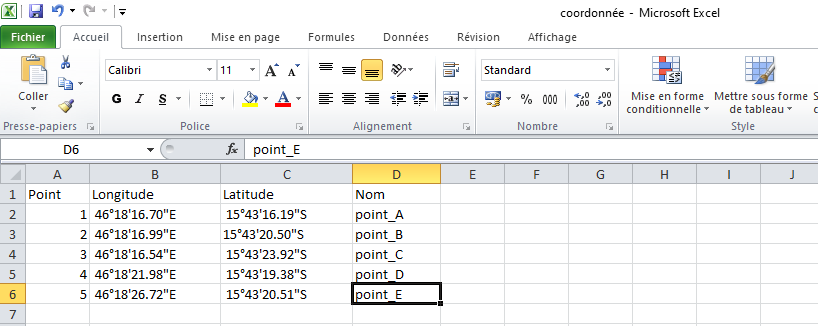 coordonnée - Microsoft Excel
Fichier Accueil Insertion Mise en page Formules Données Révision Affichage
Calibri 11 A A Standard
Coller G I S A % 000 Mise en forme conditionnelle Mettre sous forme de tableau
Presse-papiers Police Alignement Nombre Style
D6 fx point_E
A B C D E F G H I J
1 Point Longitude Latitude Nom
2 1 46°18'16.70"E 15°43'16.19"S point_A
3 2 46°18'16.99"E 15°43'20.50"S point_B
4 3 46°18'16.54"E 15°43'23.92"S point_C
5 4 46°18'21.98"E 15°43'19.38"S point_D
6 5 46°18'26.72"E 15°43'20.51"S point_E
7